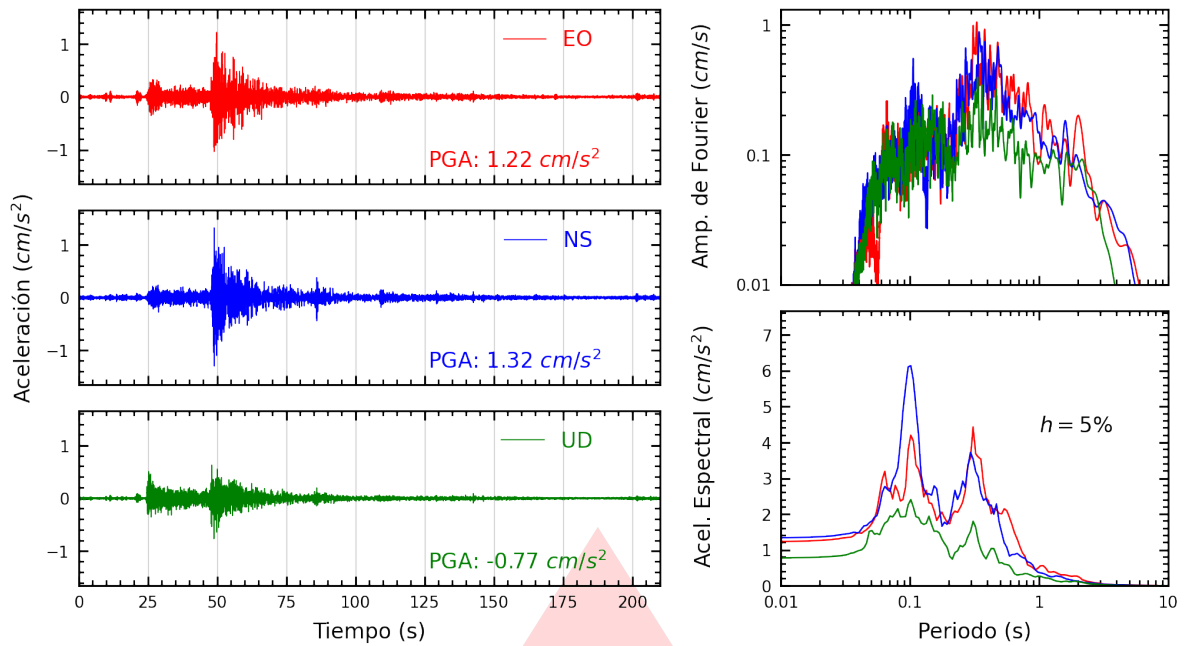 Aceleración (cm/s²)
1
0
−1
EO
PGA: 1.22 cm/s²
1
0
−1
NS
PGA: 1.32 cm/s²
1
0
−1
UD
PGA: -0.77 cm/s²
0 25 50 75 100 125 150 175 200
Tiempo (s)
Amp. de Fourier (cm/s)
1
0.1
0.01
Acel. Espectral (cm/s²)
7
6
5
4
3
2
1
0
h = 5%
0.01 0.1 1 10
Periodo (s)